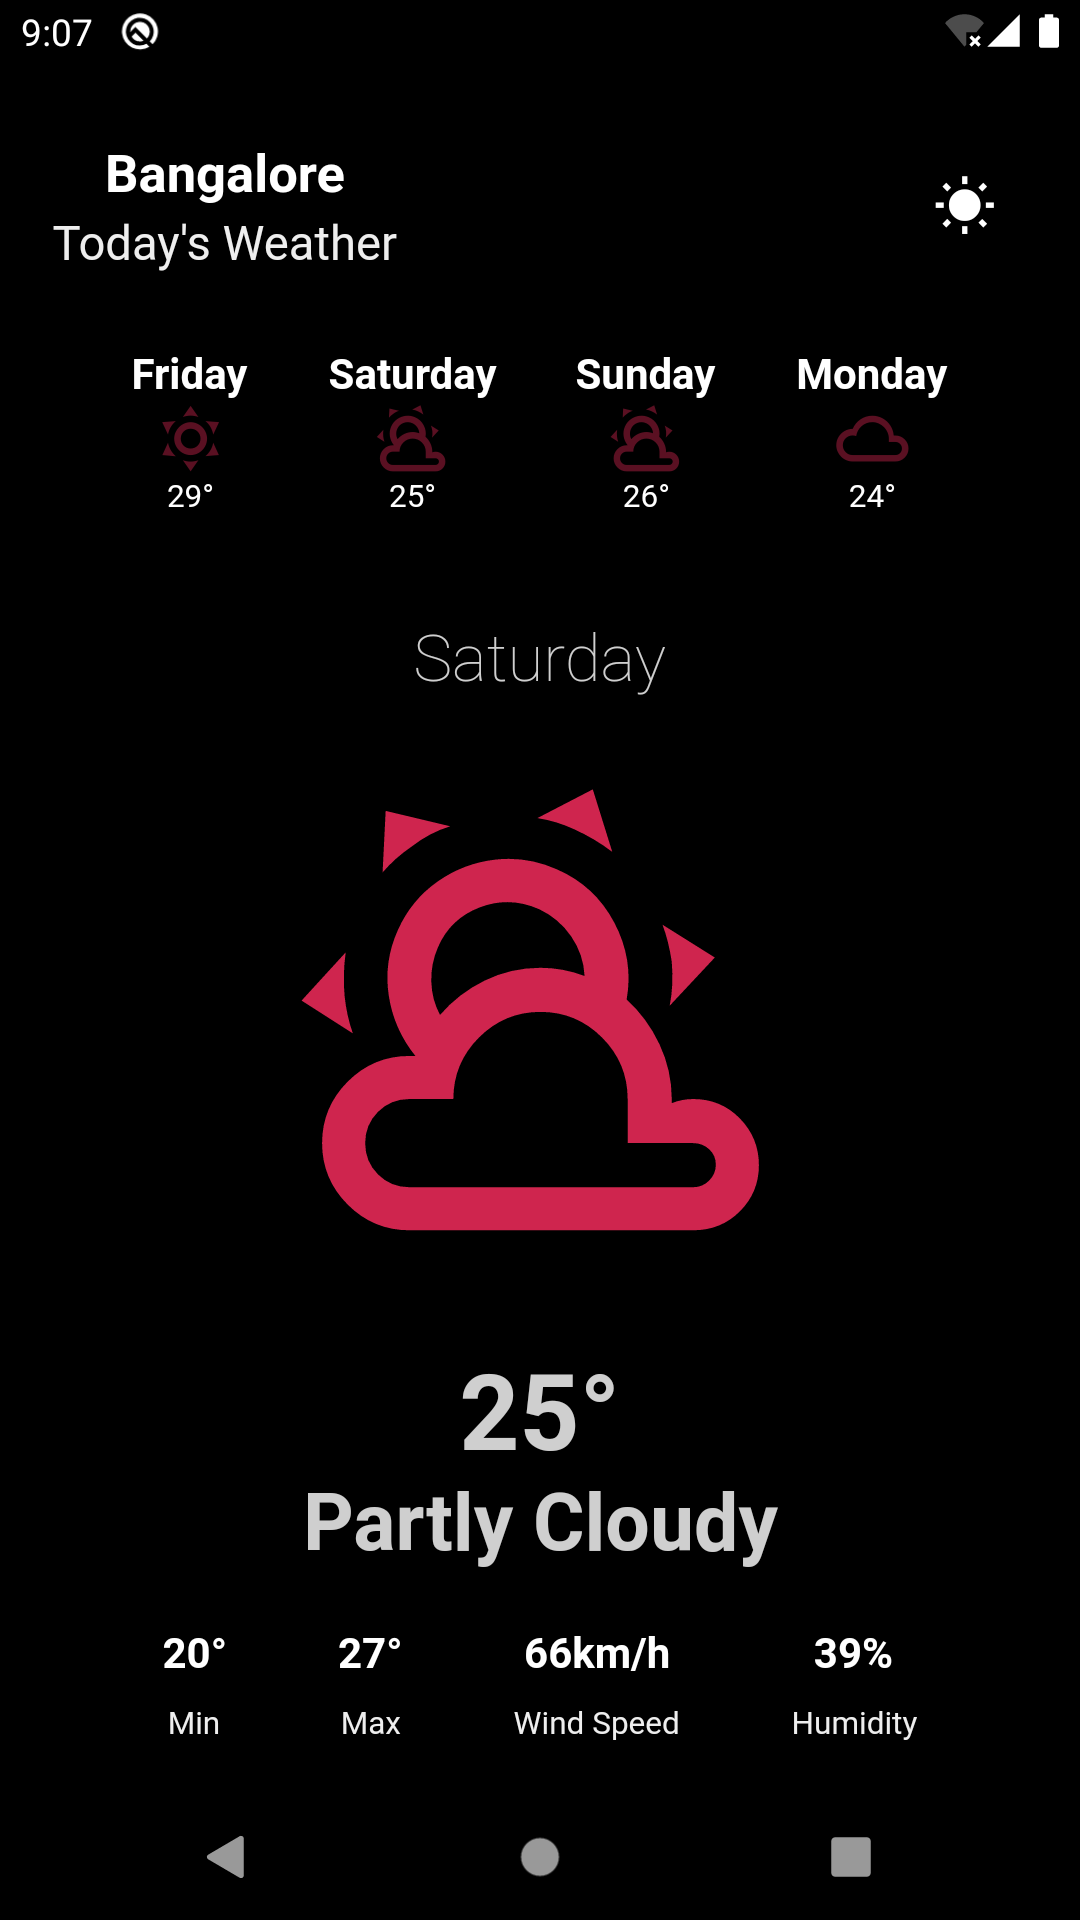 9:07
Bangalore
Today's Weather
Friday Saturday Sunday Monday
29° 25° 26° 24°
Saturday
25°
Partly Cloudy
20° 27° 66km/h 39%
Min Max Wind Speed Humidity